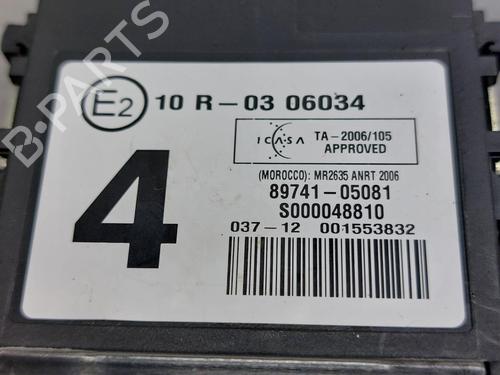 E2 10 R-03 06034
ICASA TA-2006/105
APPROVED
(MOROCCO): MR2635 ANRT 2006
4
89741-05081
S000048810
037-12 001553832
B-PARTS